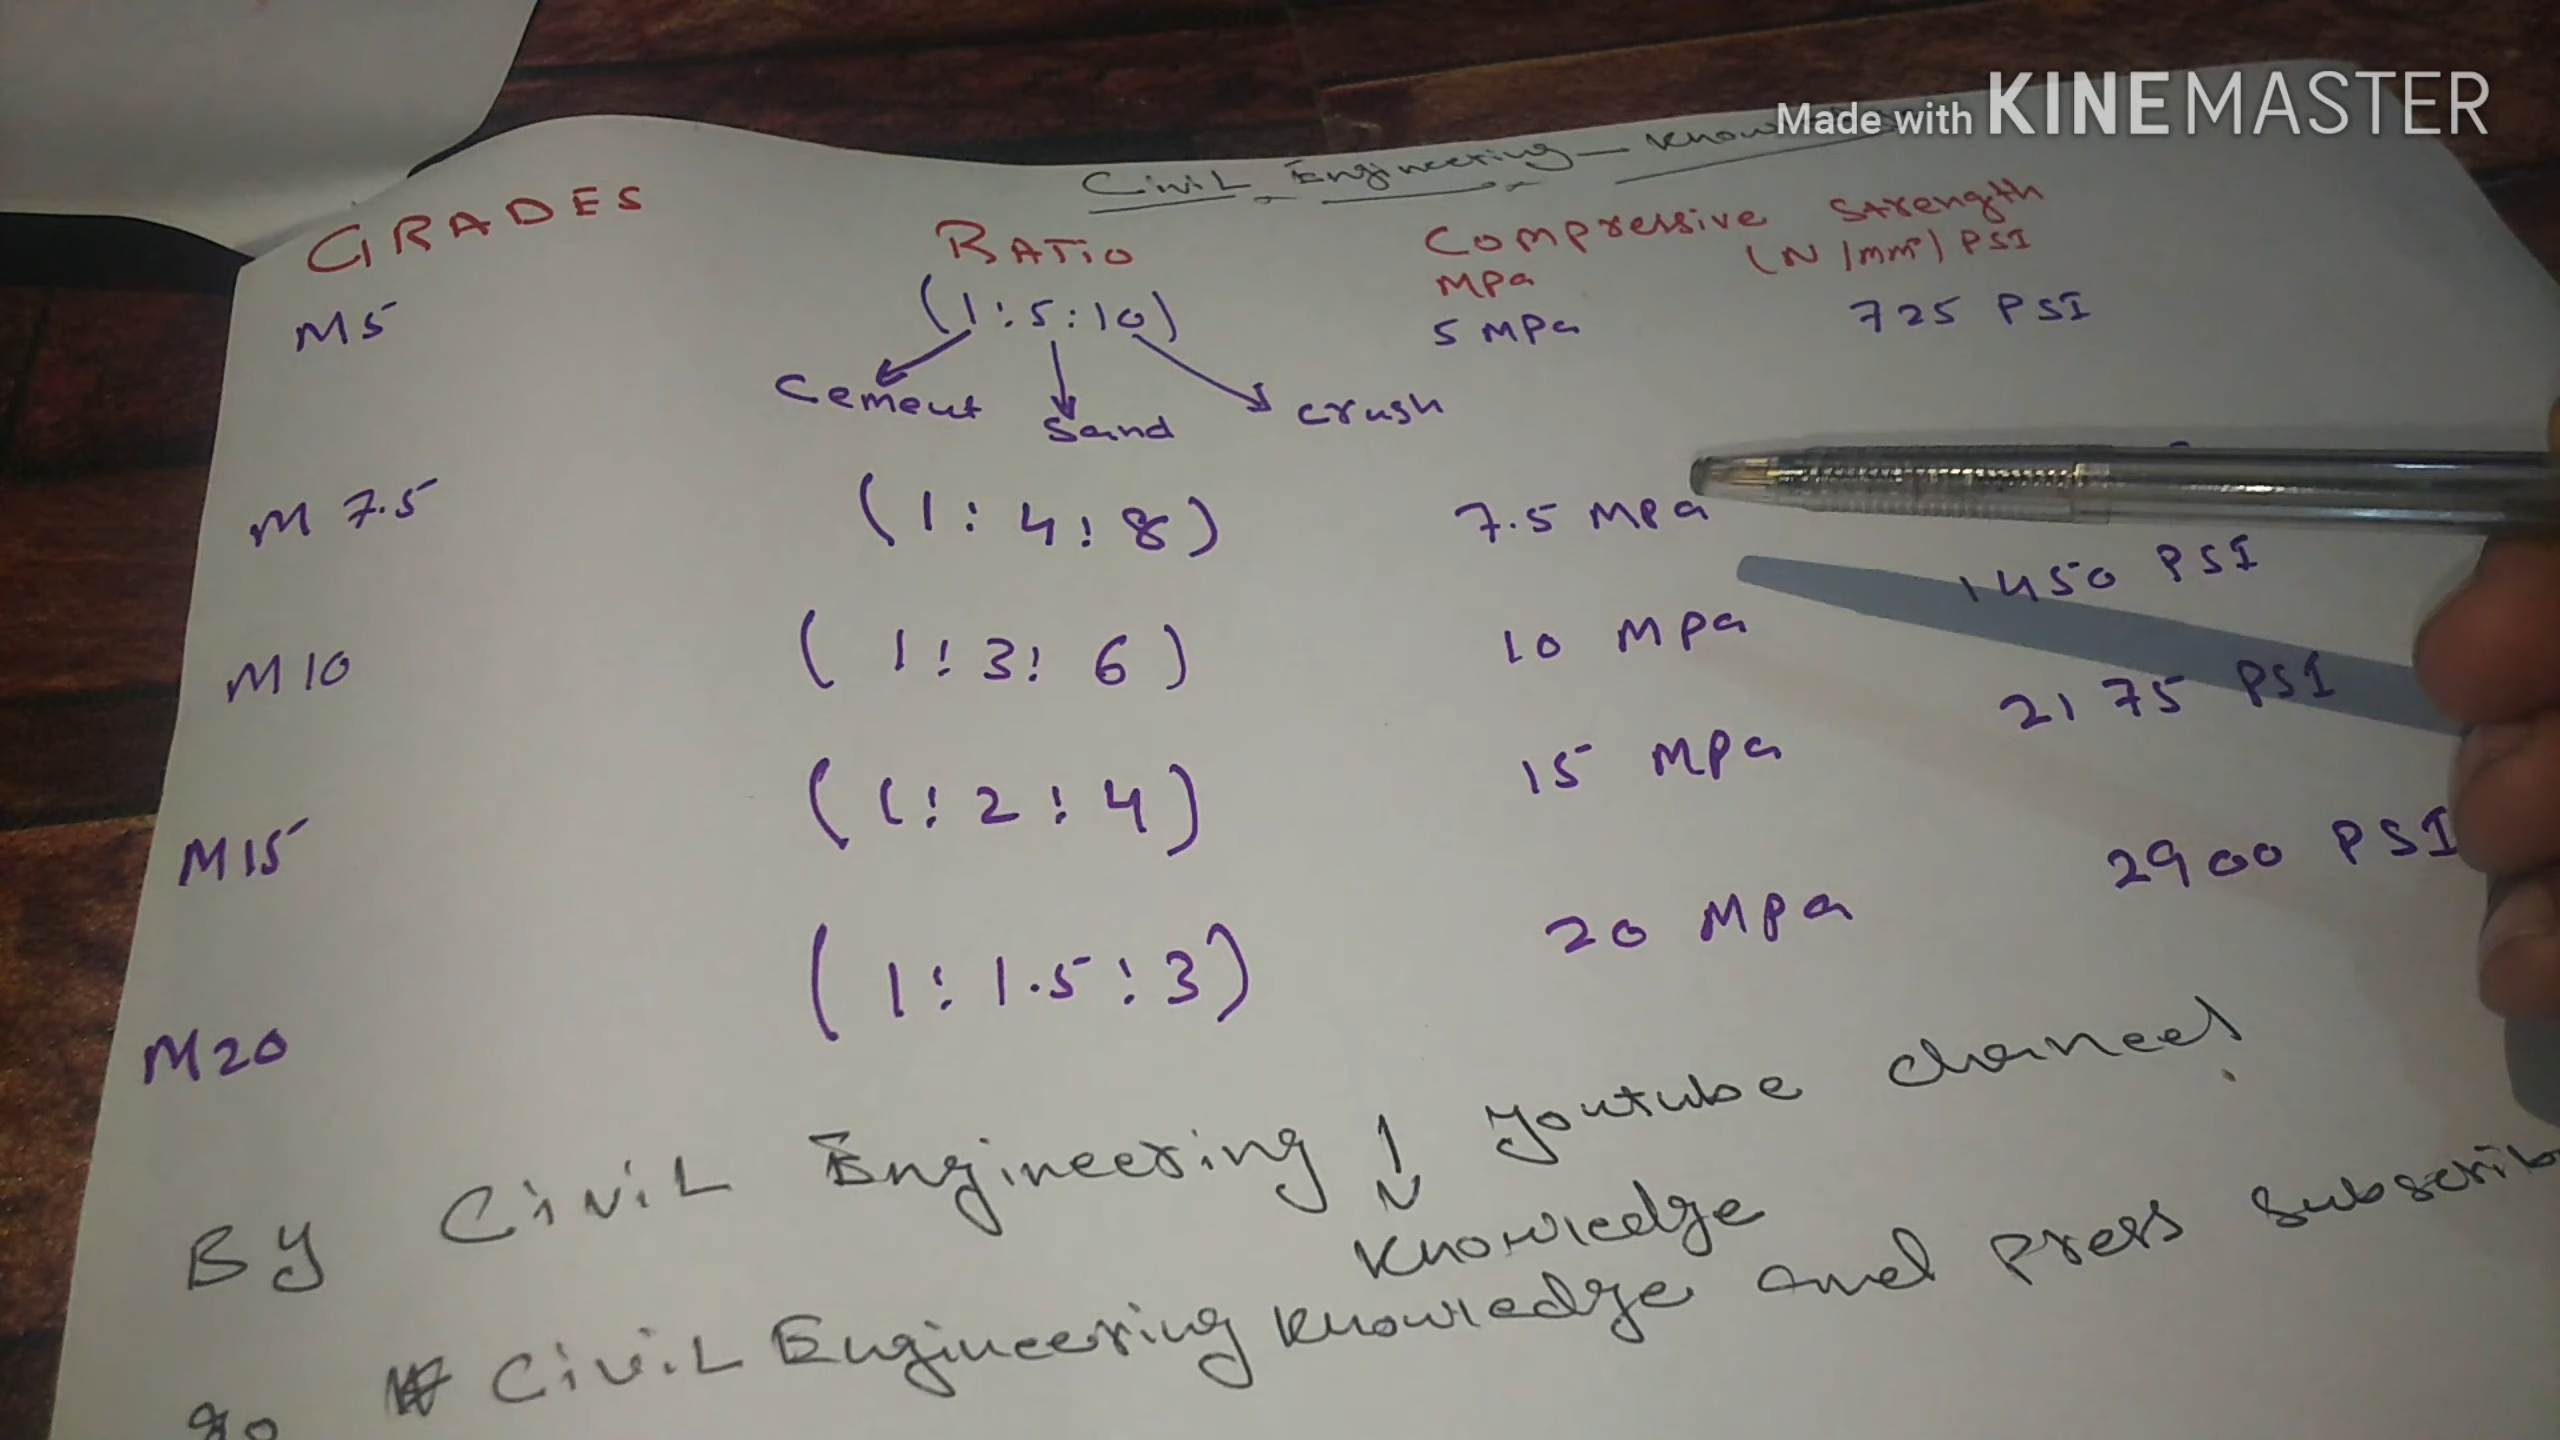 Made with KINEMASTER
Civil Engineering
GRADES RATIO Compressive Strength
MPa (N/mm²) PSI
M5 (1:5:10) 5 MPa 725 PSI
Cement Sand crush
M 7.5 (1:4:8) 7.5 MPa
M10 (1:3:6) 10 MPa 1450 PSI
M15 (1:2:4) 15 MPa 2175 PSI
M20 (1:1.5:3) 20 MPa 2900 PSI
By Civil Engineering Youtube channel
Knowledge
go Civil Engineering Knowledge and press